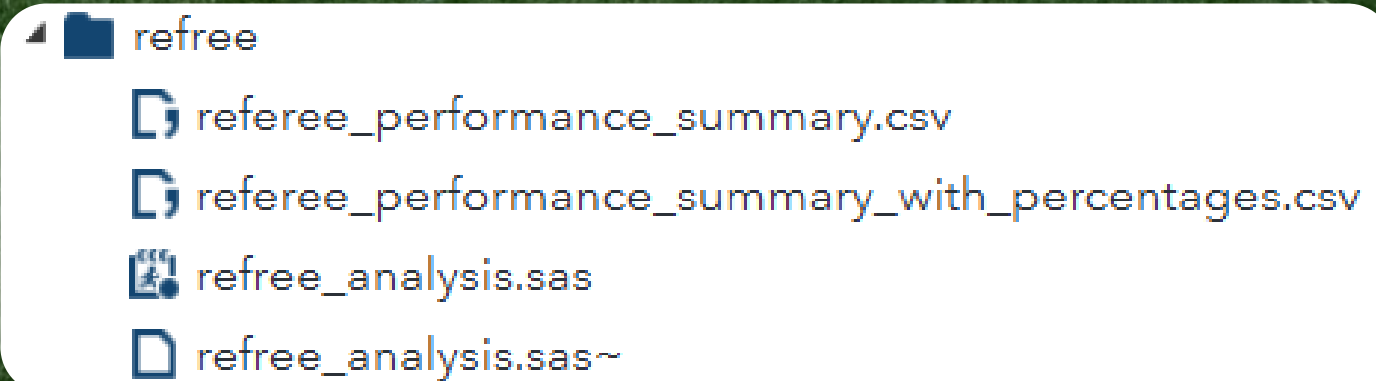 refree
referee_performance_summary.csv
referee_performance_summary_with_percentages.csv
refree_analysis.sas
refree_analysis.sas~